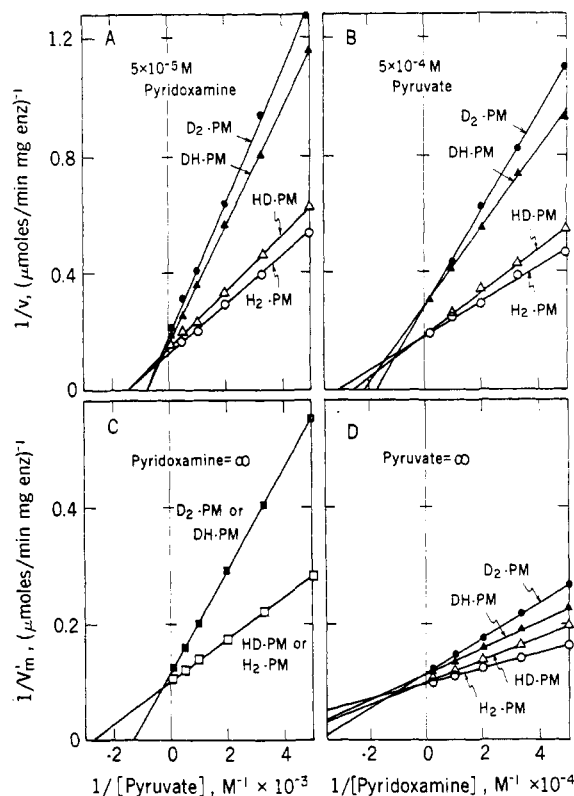 A
5×10⁻⁵ M
Pyridoxamine
D₂·PM
DH·PM
HD·PM
H₂·PM
B
5×10⁻⁴ M
Pyruvate
D₂·PM
DH·PM
HD·PM
H₂·PM
1.2
0.8
0.4
0
1/v, (μmoles/min mg enz)⁻¹
C
Pyridoxamine=∞
D₂·PM or
DH·PM
HD·PM or
H₂·PM
D
Pyruvate=∞
D₂·PM
DH·PM
HD·PM
H₂·PM
0.4
0.2
0
1/V'm, (μmoles/min mg enz)⁻¹
-2 0 2 4
-2 0 2 4
1/[Pyruvate], M⁻¹ × 10⁻³
1/[Pyridoxamine], M⁻¹ × 10⁻⁴